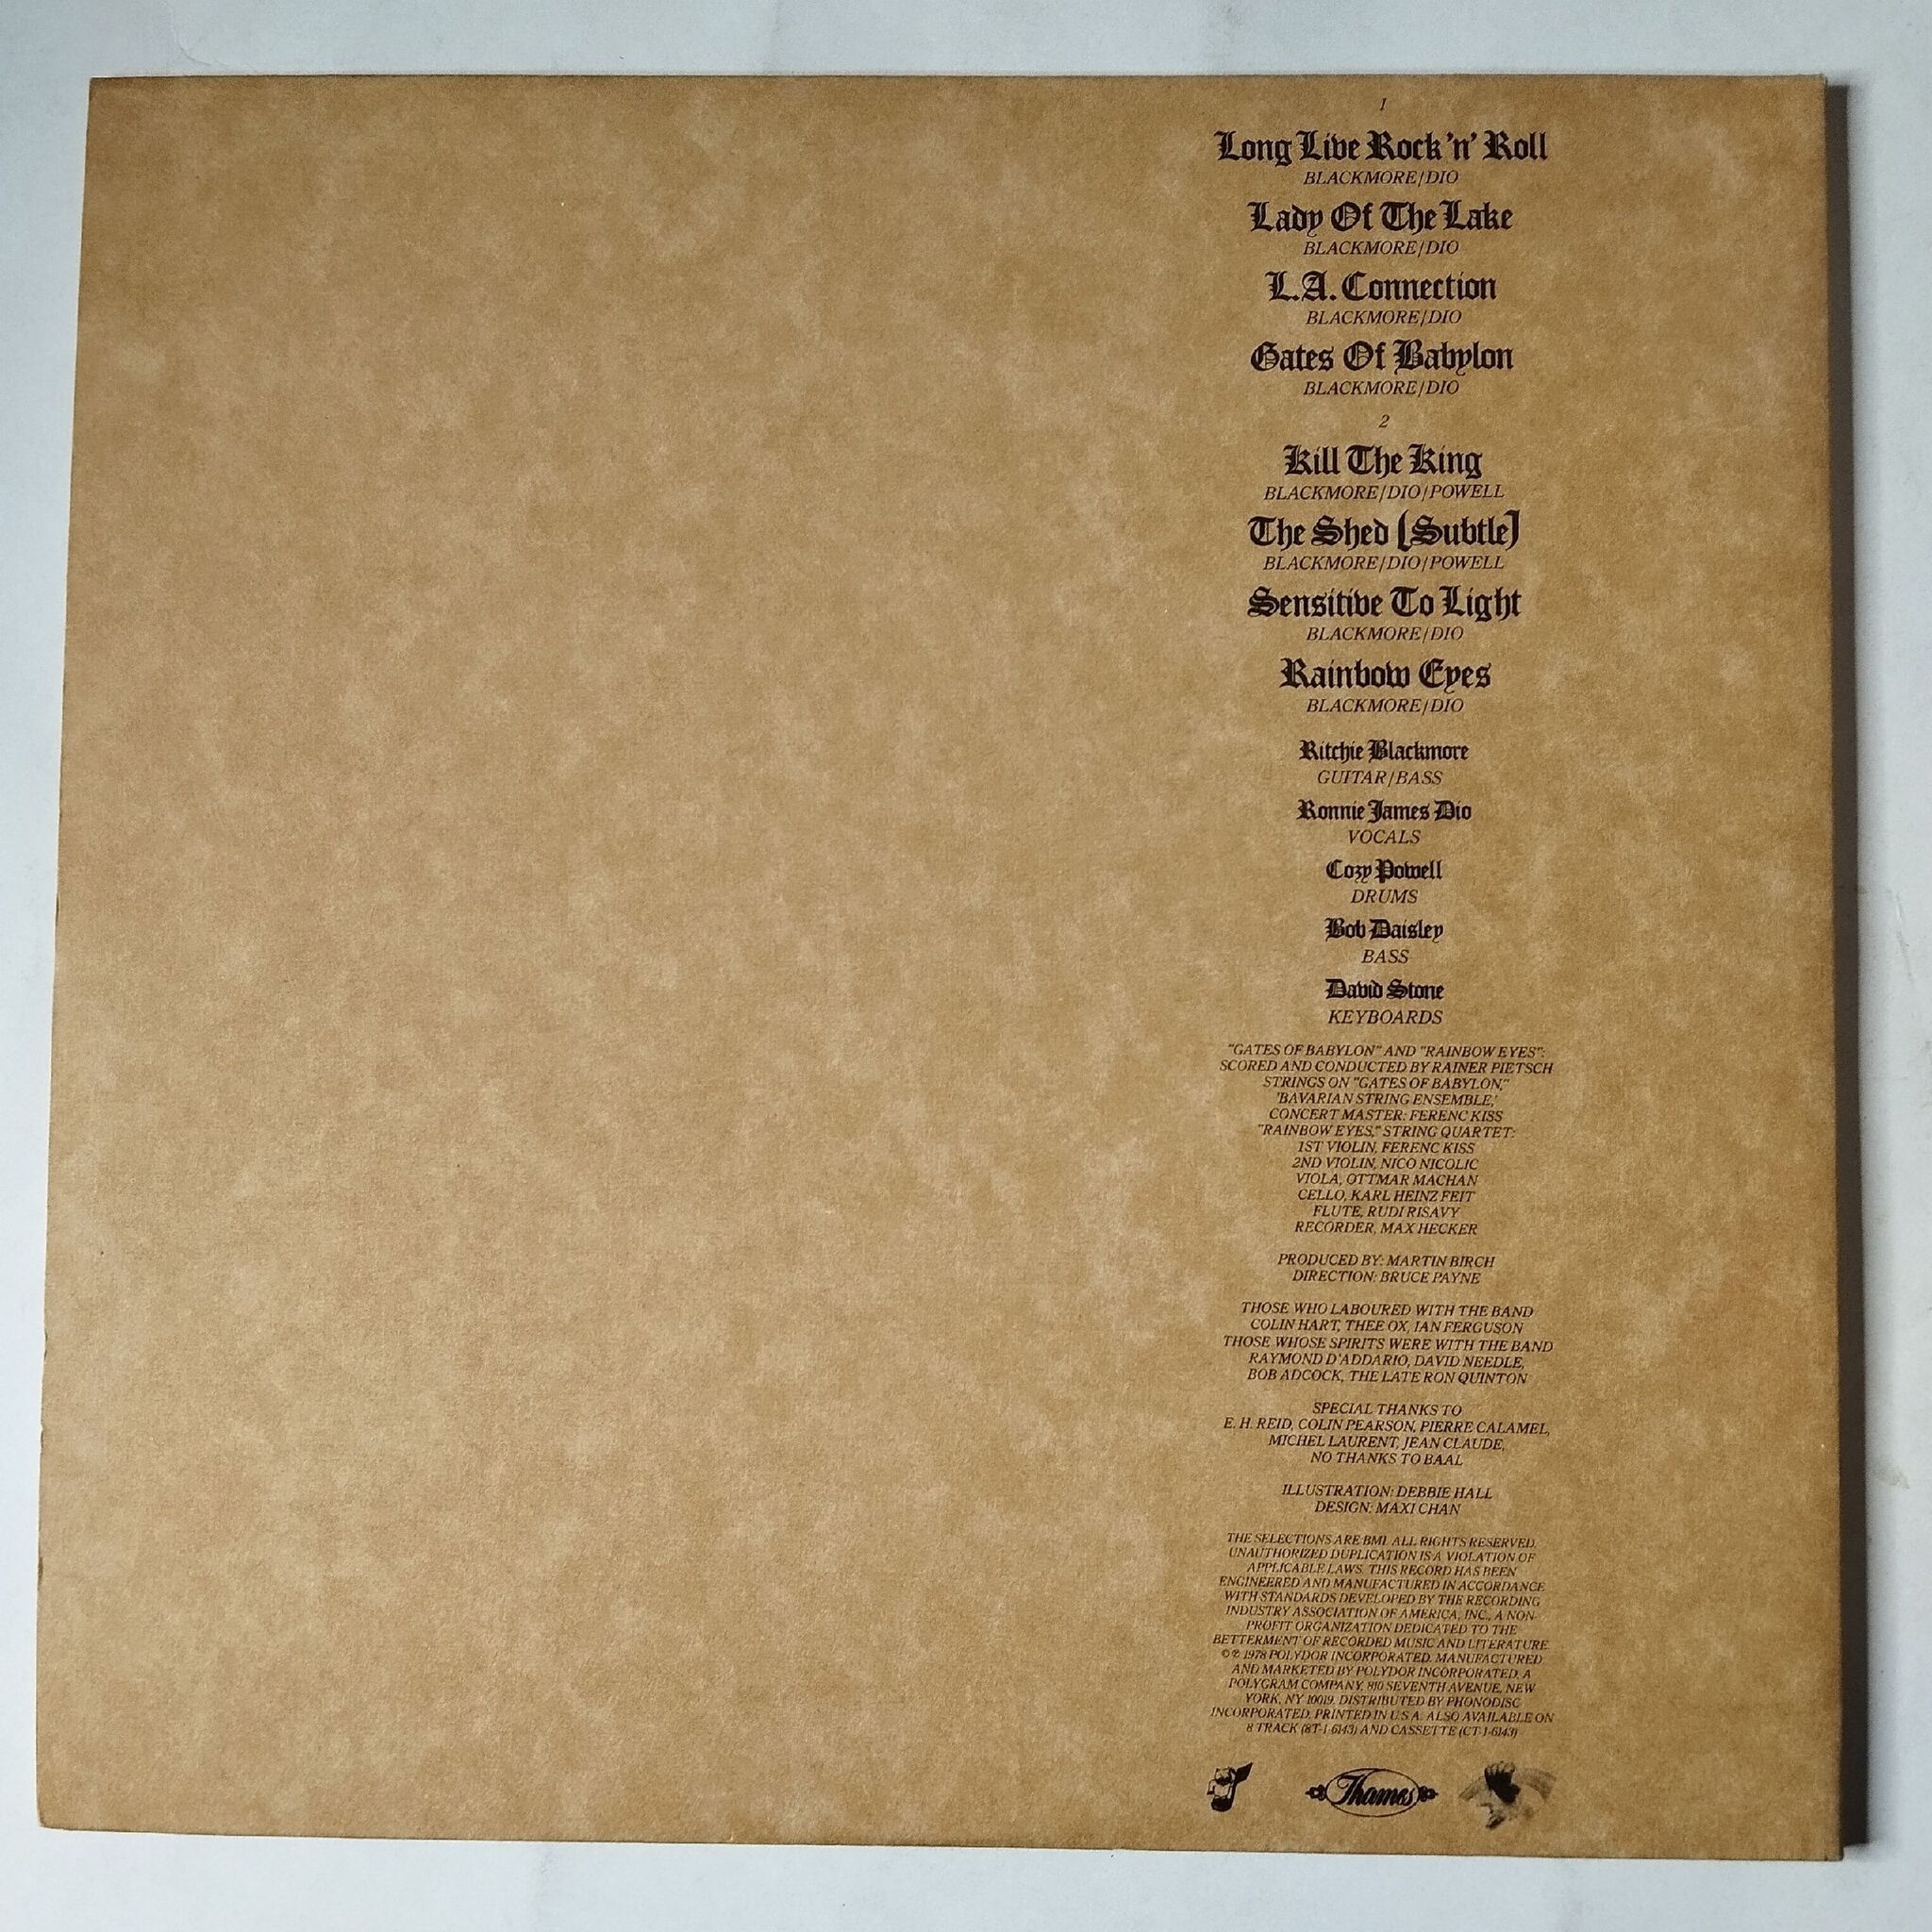 1
Long Live Rock 'n' Roll
BLACKMORE/DIO
Lady Of The Lake
BLACKMORE/DIO
L.A. Connection
BLACKMORE/DIO
Gates Of Babylon
BLACKMORE/DIO
2
Kill The King
BLACKMORE/DIO/POWELL
The Shed (Subtle)
BLACKMORE/DIO/POWELL
Sensitive To Light
BLACKMORE/DIO
Rainbow Eyes
BLACKMORE/DIO
Ritchie Blackmore
GUITAR/BASS
Ronnie James Dio
VOCALS
Cozy Powell
DRUMS
Bob Daisley
BASS
David Stone
KEYBOARDS
"GATES OF BABYLON" AND "RAINBOW EYES":
SCORED AND CONDUCTED BY RAINER PIETSCH
STRINGS ON "GATES OF BABYLON,"
'BAVARIAN STRING ENSEMBLE,'
CONCERT MASTER: FERENC KISS
"RAINBOW EYES," STRING QUARTET:
1ST VIOLIN, FERENC KISS
2ND VIOLIN, NICO NICOLIC
VIOLA, OTTMAR MACHAN
CELLO, KARL HEINZ FEIT
FLUTE, RUDI RISAVY
RECORDER, MAX HECKER
PRODUCED BY: MARTIN BIRCH
DIRECTION: BRUCE PAYNE
THOSE WHO LABOURED WITH THE BAND
COLIN HART, THEE OX, IAN FERGUSON
THOSE WHOSE SPIRITS WERE WITH THE BAND
RAYMOND D'ADDARIO, DAVID NEEDLE,
BOB ADCOCK, THE LATE RON QUINTON
SPECIAL THANKS TO
E. H. REID, COLIN PEARSON, PIERRE CALAMEL,
MICHEL LAURENT, JEAN CLAUDE,
NO THANKS TO BAAL
ILLUSTRATION: DEBBIE HALL
DESIGN: MAXI CHAN
THE SELECTIONS ARE BMI. ALL RIGHTS RESERVED.
UNAUTHORIZED DUPLICATION IS A VIOLATION OF
APPLICABLE LAWS. THIS RECORD HAS BEEN
ENGINEERED AND MANUFACTURED IN ACCORDANCE
WITH STANDARDS DEVELOPED BY THE RECORDING
INDUSTRY ASSOCIATION OF AMERICA, INC., A NON-
PROFIT ORGANIZATION DEDICATED TO THE
BETTERMENT OF RECORDED MUSIC AND LITERATURE.
© ℗ 1978 POLYDOR INCORPORATED. MANUFACTURED
AND MARKETED BY POLYDOR INCORPORATED, A
POLYGRAM COMPANY, 810 SEVENTH AVENUE, NEW
YORK, NY 10019. DISTRIBUTED BY PHONODISC
INCORPORATED. PRINTED IN U.S.A. ALSO AVAILABLE ON
8 TRACK (8T-1-6143) AND CASSETTE (CT-1-6143)
Thames